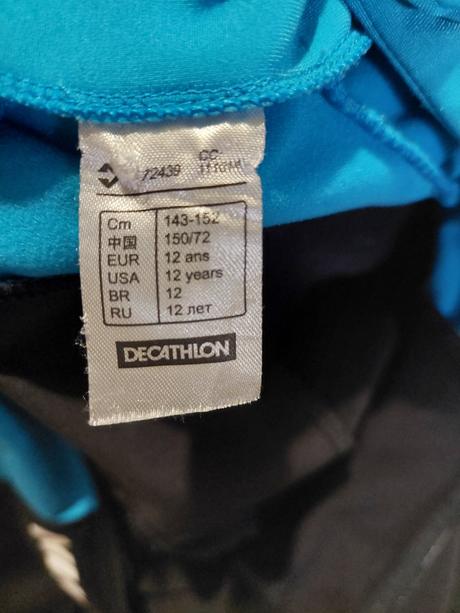 72439
Cm 143-152
中国 150/72
EUR 12 ans
USA 12 years
BR 12
RU 12 лет
DECATHLON